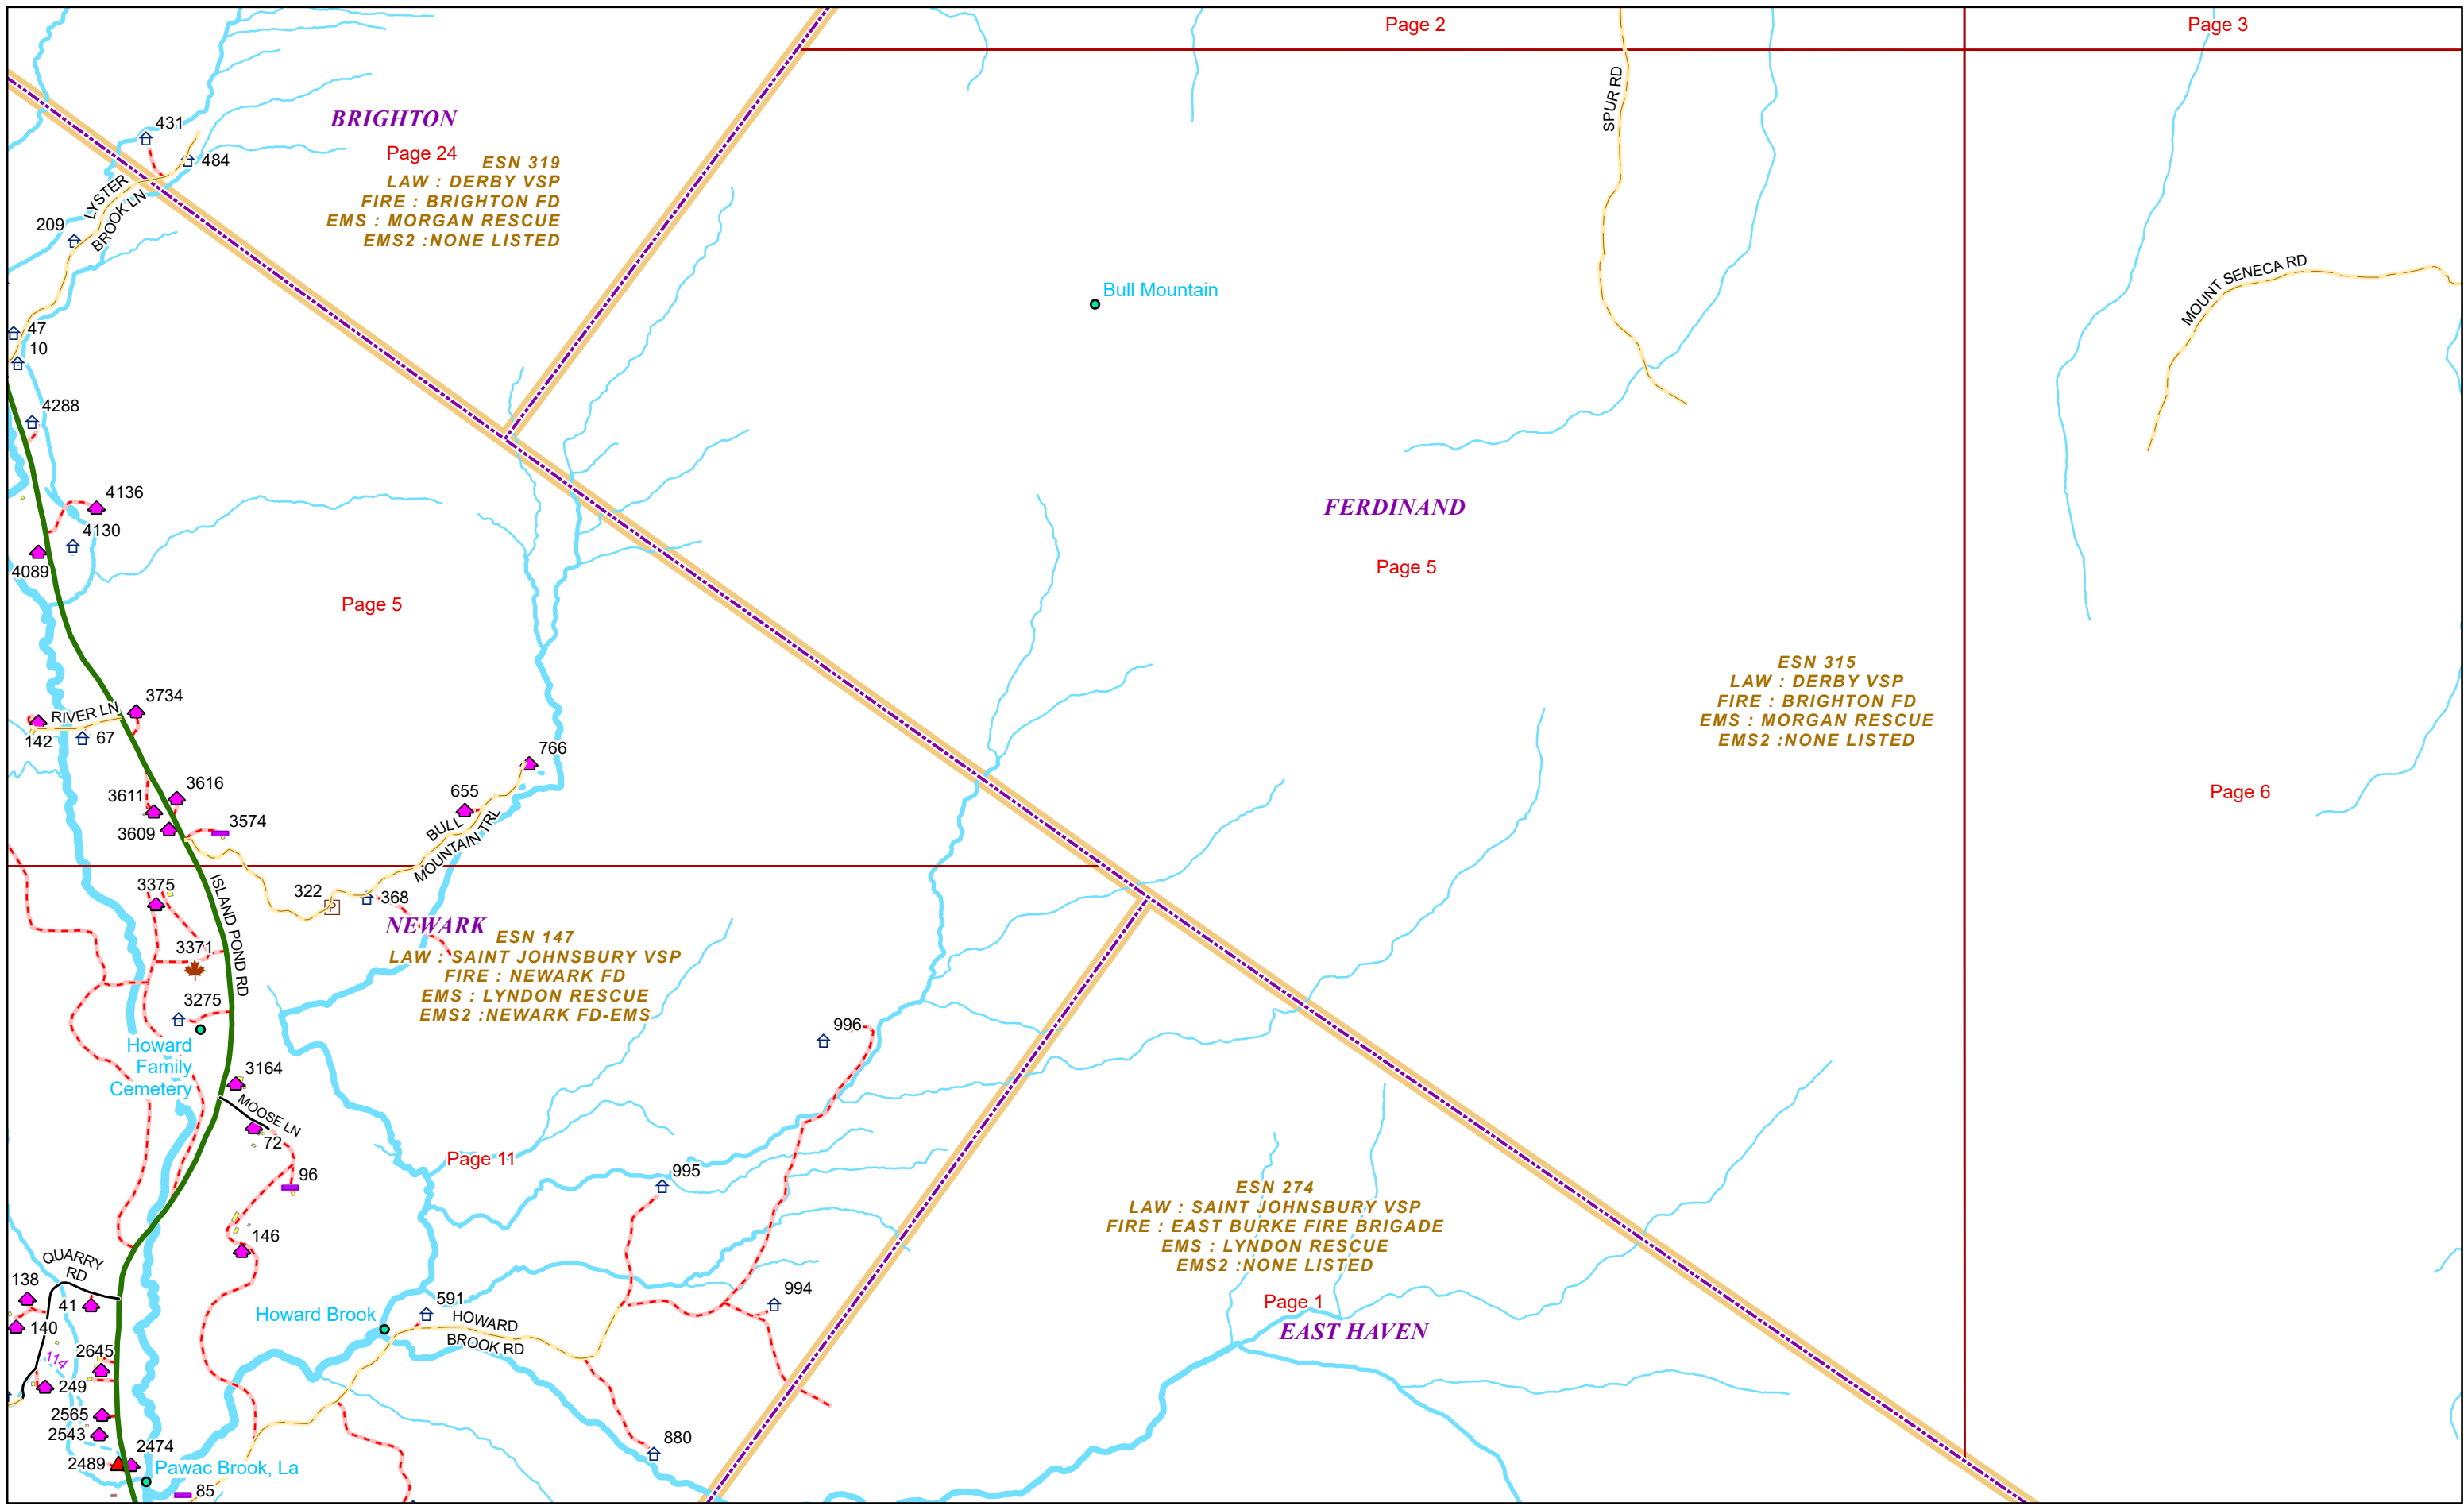 Page 2
Page 3
SPUR RD
BRIGHTON
Page 24
ESN 319
LAW : DERBY VSP
FIRE : BRIGHTON FD
EMS : MORGAN RESCUE
EMS2 :NONE LISTED
431
484
LYSTER
BROOK LN
209
47
10
4288
4136
4130
4089
Bull Mountain
MOUNT SENECA RD
FERDINAND
Page 5
Page 5
ESN 315
LAW : DERBY VSP
FIRE : BRIGHTON FD
EMS : MORGAN RESCUE
EMS2 :NONE LISTED
Page 6
3734
RIVER LN
142
67
766
655
3616
3611
3609
3574
BULL
MOUNTAIN TRL
322
368
3375
ISLAND POND RD
3371
3275
NEWARK
ESN 147
LAW : SAINT JOHNSBURY VSP
FIRE : NEWARK FD
EMS : LYNDON RESCUE
EMS2 :NEWARK FD-EMS
996
Howard
Family
Cemetery
3164
MOOSE LN
72
96
146
Page 11
995
QUARRY
RD
138
41
140
114
2645
249
2565
2543
2474
2489
Pawac Brook, La
85
Howard Brook
591
HOWARD
BROOK RD
994
880
ESN 274
LAW : SAINT JOHNSBURY VSP
FIRE : EAST BURKE FIRE BRIGADE
EMS : LYNDON RESCUE
EMS2 :NONE LISTED
Page 1
EAST HAVEN
P